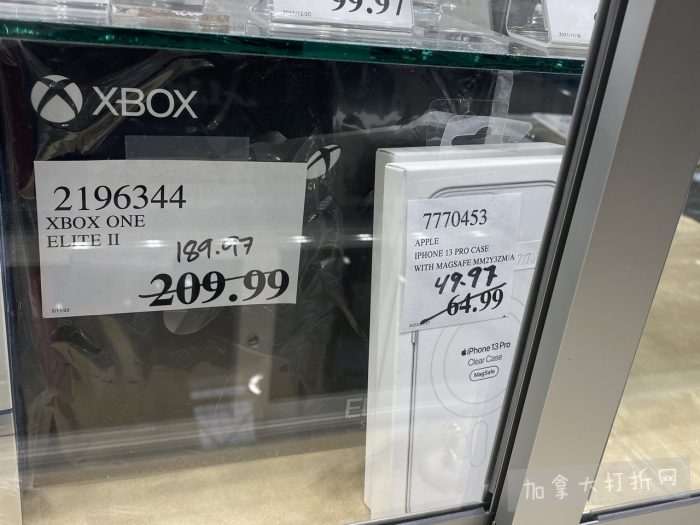 99.97
XBOX
2196344
XBOX ONE
ELITE II
189.97
209.99
7770453
APPLE
IPHONE 13 PRO CASE
WITH MAGSAFE MM2Y3ZM/A
49.97
64.99
iPhone 13 Pro
Clear Case
MagSafe
加拿大打折网